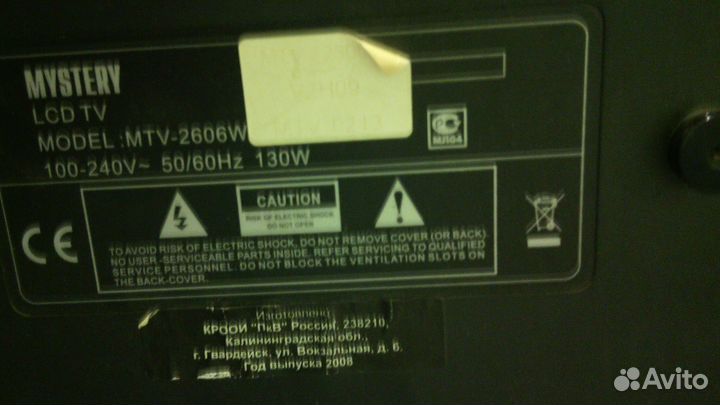 MYSTERY
LCD TV
MODEL :MTV-2606W
100-240V~ 50/60Hz 130W
CE
CAUTION
RISK OF ELECTRIC SHOCK
DO NOT OPEN
TO AVOID RISK OF ELECTRIC SHOCK, DO NOT REMOVE COVER (OR BACK).
NO USER-SERVICEABLE PARTS INSIDE. REFER SERVICING TO QUALIFIED
SERVICE PERSONNEL. DO NOT BLOCK THE VENTILATION SLOTS ON
THE BACK-COVER.
КРООИ "ПкВ" Россия, 238210,
Калининградская обл.,
г. Гвардейск, ул. Вокзальная, д. 6.
Год выпуска 2008
Avito